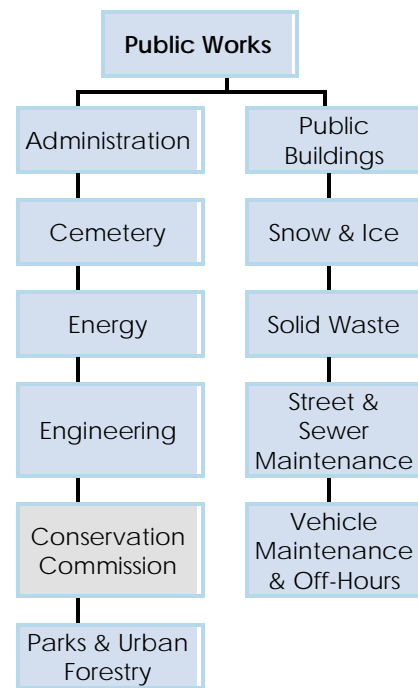 Public Works
Administration
Cemetery
Energy
Engineering
Conservation
Commission
Parks & Urban
Forestry
Public
Buildings
Snow & Ice
Solid Waste
Street &
Sewer
Maintenance
Vehicle
Maintenance
& Off-Hours